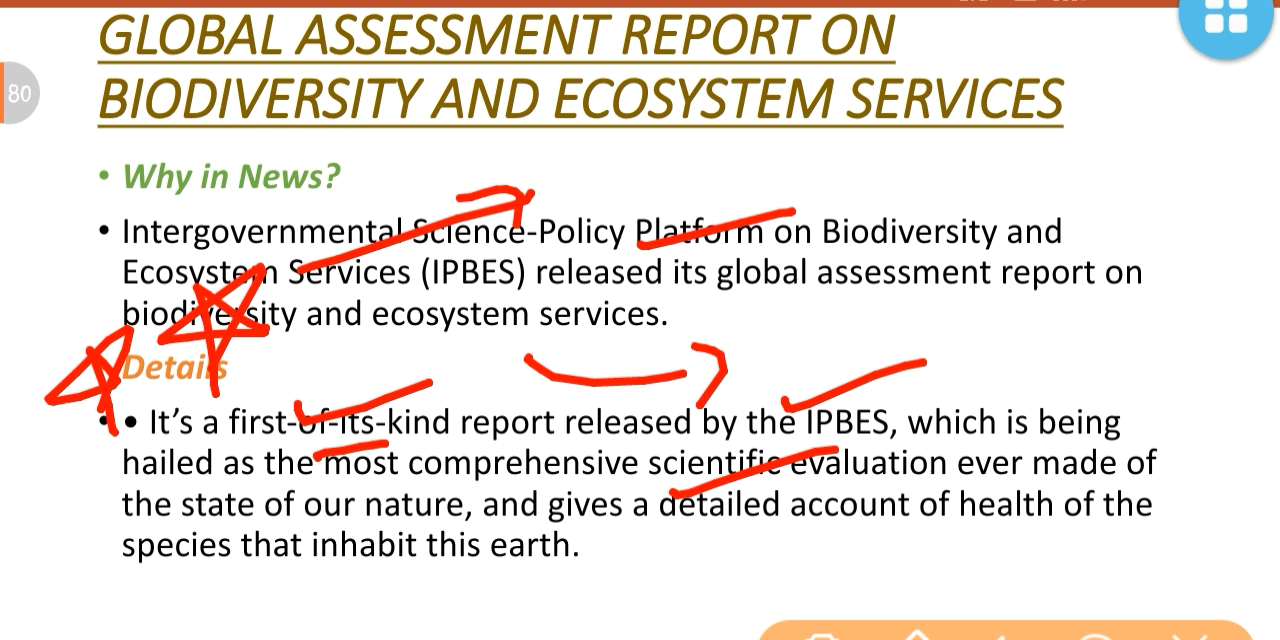 GLOBAL ASSESSMENT REPORT ON
BIODIVERSITY AND ECOSYSTEM SERVICES
80
• Why in News?
• Intergovernmental Science-Policy Platform on Biodiversity and
Ecosystem Services (IPBES) released its global assessment report on
biodiversity and ecosystem services.
Details
• • It’s a first-of-its-kind report released by the IPBES, which is being
hailed as the most comprehensive scientific evaluation ever made of
the state of our nature, and gives a detailed account of health of the
species that inhabit this earth.